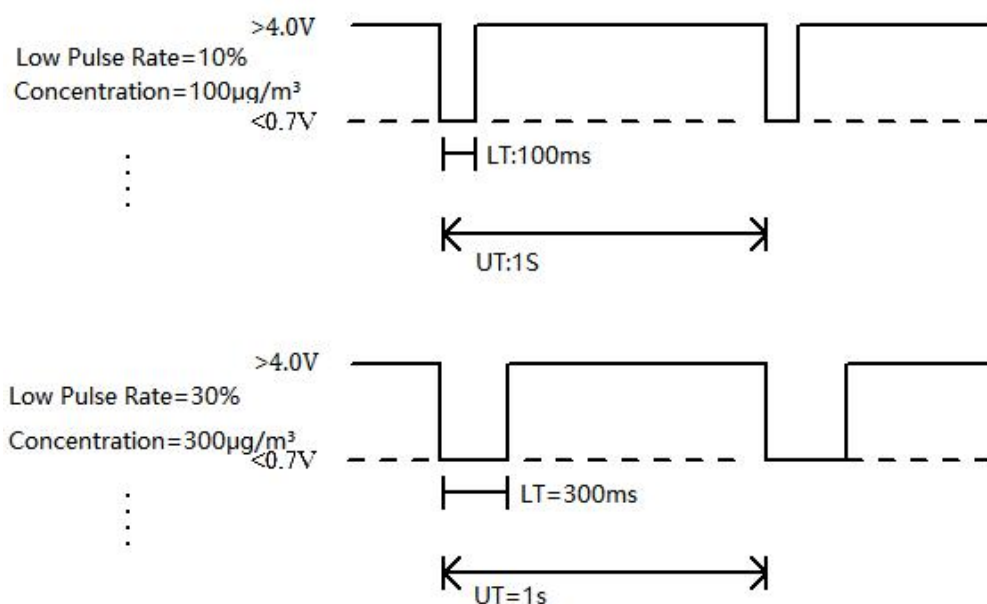 >4.0V
Low Pulse Rate=10%
Concentration=100μg/m³
<0.7V
LT:100ms
UT:1S
>4.0V
Low Pulse Rate=30%
Concentration=300μg/m³
<0.7V
LT=300ms
UT=1s